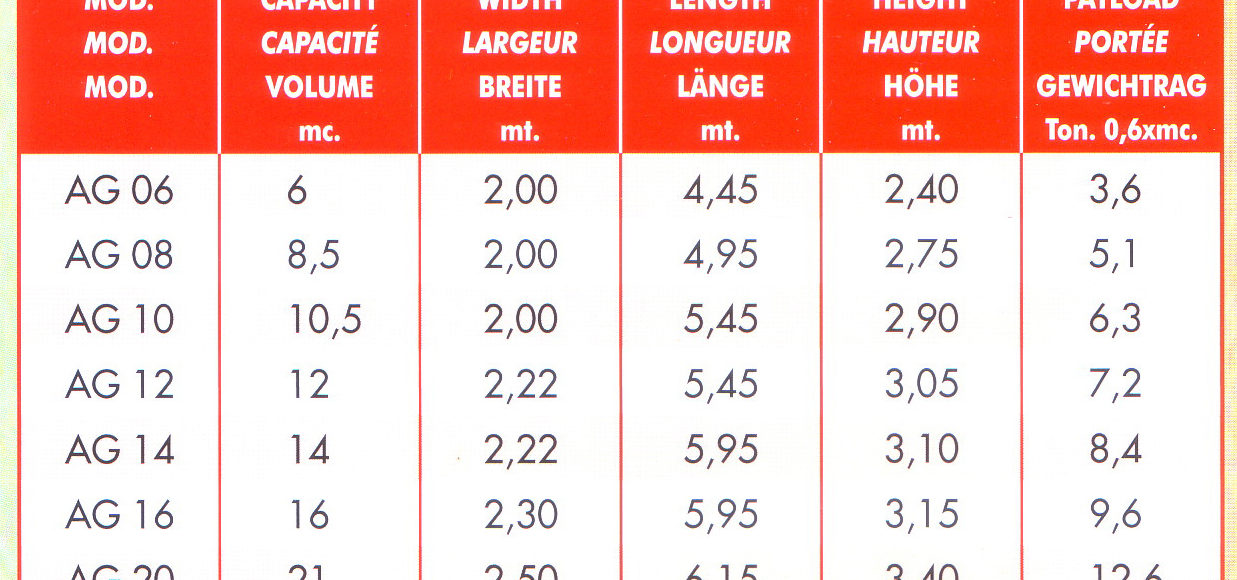 MOD. CAPACITY WIDTH LENGTH HEIGHT PAYLOAD
MOD. CAPACITÉ LARGEUR LONGUEUR HAUTEUR PORTÉE
MOD. VOLUME BREITE LÄNGE HÖHE GEWICHTRAG
mc. mt. mt. mt. Ton. 0,6xmc.
AG 06 6 2,00 4,45 2,40 3,6
AG 08 8,5 2,00 4,95 2,75 5,1
AG 10 10,5 2,00 5,45 2,90 6,3
AG 12 12 2,22 5,45 3,05 7,2
AG 14 14 2,22 5,95 3,10 8,4
AG 16 16 2,30 5,95 3,15 9,6
AG 20 21 2,50 6,15 3,40 12,6